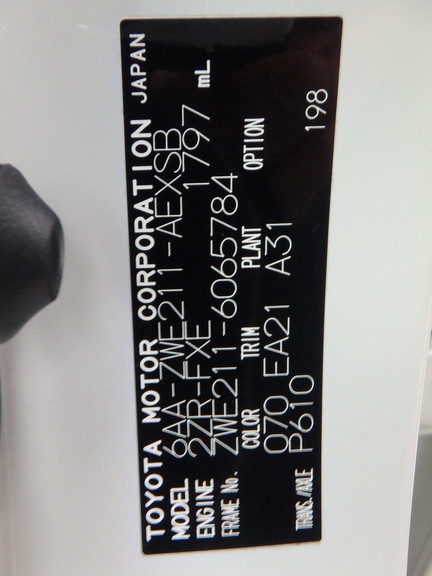 TOYOTA MOTOR CORPORATION JAPAN
MODEL 6AA-ZWE211-AEXSB
ENGINE 2ZR-FXE 1797 mL
FRAME No. ZWE211-6065784
COLOR TRIM PLANT OPTION
070 EA21 A31
TRANS./AXLE P610 198